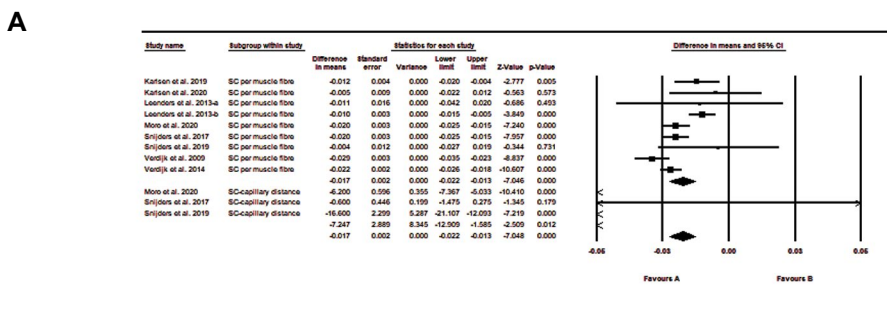 A
Study name Subgroup within study Statistics for each study Difference in means and 95% CI
Difference in means Standard error Variance Lower limit Upper limit Z-Value p-Value
Karlsen et al. 2019 SC per muscle fibre -0.012 0.004 0.000 -0.020 -0.004 -2.777 0.005
Karlsen et al. 2020 SC per muscle fibre -0.005 0.009 0.000 -0.022 0.012 -0.563 0.573
Leenders et al. 2013-a SC per muscle fibre -0.011 0.016 0.000 -0.042 0.020 -0.686 0.493
Leenders et al. 2013-b SC per muscle fibre -0.010 0.003 0.000 -0.015 -0.005 -3.849 0.000
Moro et al. 2020 SC per muscle fibre -0.020 0.003 0.000 -0.025 -0.015 -7.240 0.000
Snijders et al. 2017 SC per muscle fibre -0.020 0.003 0.000 -0.025 -0.015 -7.957 0.000
Snijders et al. 2019 SC per muscle fibre -0.004 0.012 0.000 -0.027 0.019 -0.344 0.731
Verdijk et al. 2009 SC per muscle fibre -0.029 0.003 0.000 -0.035 -0.023 -8.837 0.000
Verdijk et al. 2014 SC per muscle fibre -0.022 0.002 0.000 -0.026 -0.018 -10.607 0.000
-0.017 0.002 0.000 -0.022 -0.013 -7.046 0.000
Moro et al. 2020 SC-capillary distance -6.200 0.596 0.355 -7.367 -5.033 -10.410 0.000
Snijders et al. 2017 SC-capillary distance -0.600 0.446 0.199 -1.475 0.275 -1.345 0.179
Snijders et al. 2019 SC-capillary distance -16.600 2.299 5.287 -21.107 -12.093 -7.219 0.000
-7.247 2.889 8.345 -12.909 -1.585 -2.509 0.012
-0.017 0.002 0.000 -0.022 -0.013 -7.048 0.000
-0.05 -0.03 0.00 0.03 0.05
Favours A Favours B